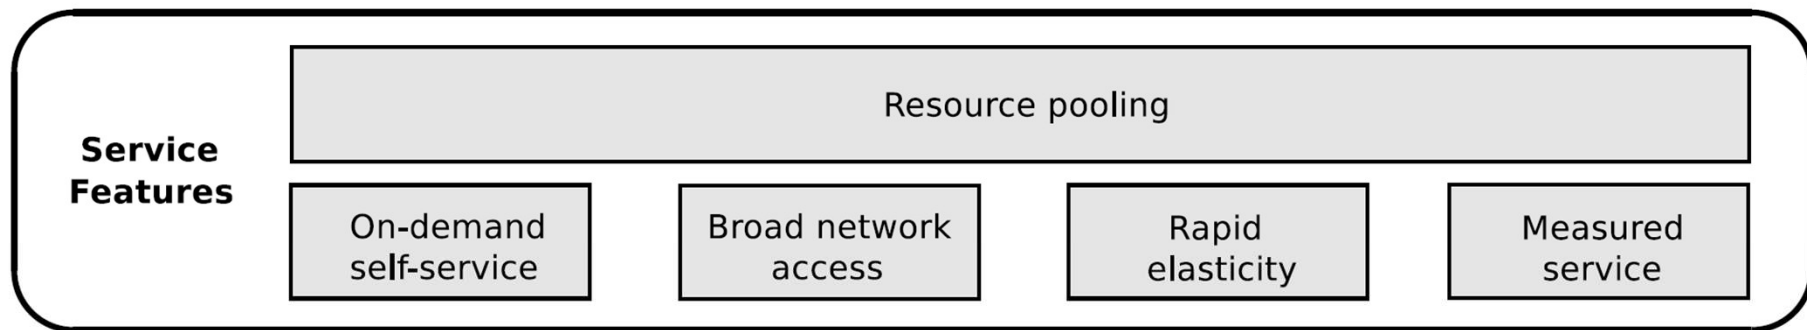 Service
Features
Resource pooling
On-demand
self-service
Broad network
access
Rapid
elasticity
Measured
service